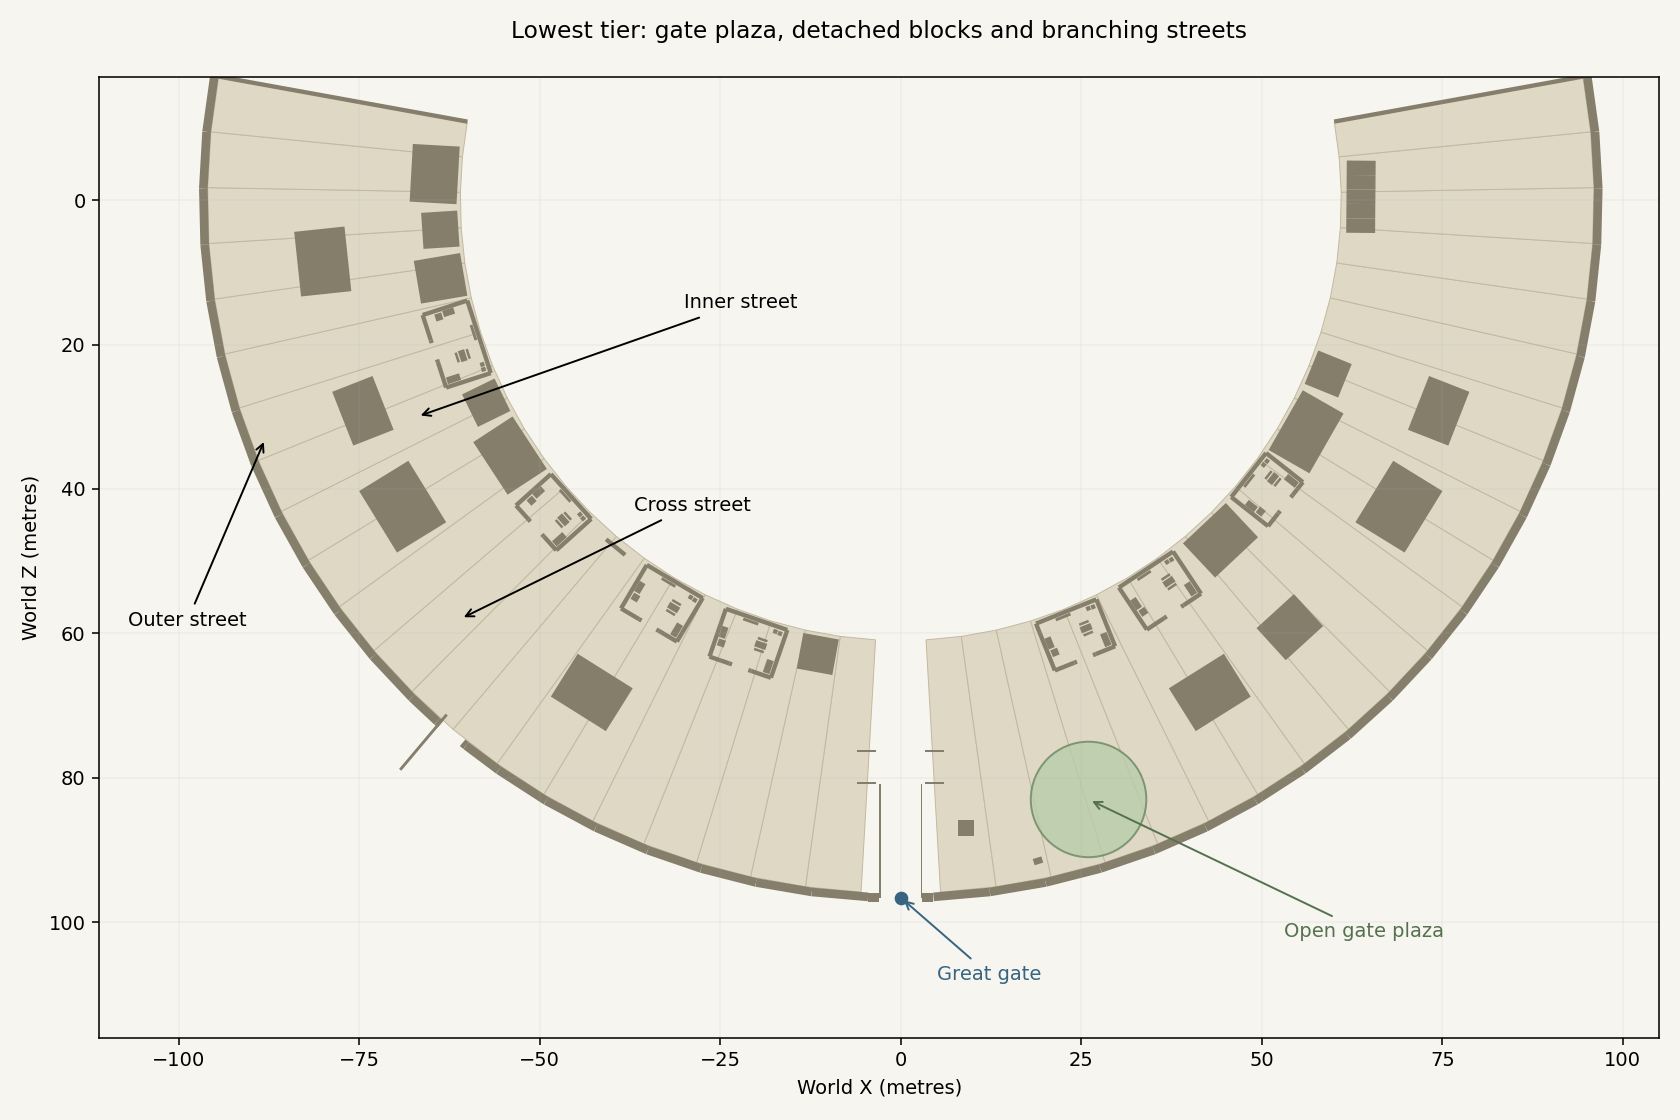 Lowest tier: gate plaza, detached blocks and branching streets
World Z (metres)
0
20
40
60
80
100
Inner street
Cross street
Outer street
Open gate plaza
Great gate
−100
−75
−50
−25
0
25
50
75
100
World X (metres)